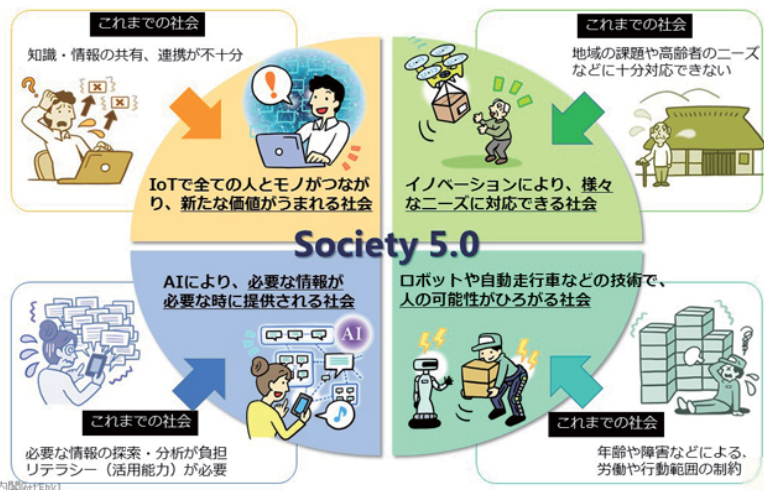 これまでの社会
知識・情報の共有、連携が不十分
IoTで全ての人とモノがつなが
り、新たな価値がうまれる社会
これまでの社会
地域の課題や高齢者のニーズ
などに十分対応できない
イノベーションにより、様々
なニーズに対応できる社会
Society 5.0
AIにより、必要な情報が
必要な時に提供される社会
AI
これまでの社会
必要な情報の探索・分析が負担
リテラシー（活用能力）が必要
ロボットや自動走行車などの技術で、
人の可能性がひろがる社会
これまでの社会
年齢や障害などによる、
労働や行動範囲の制約